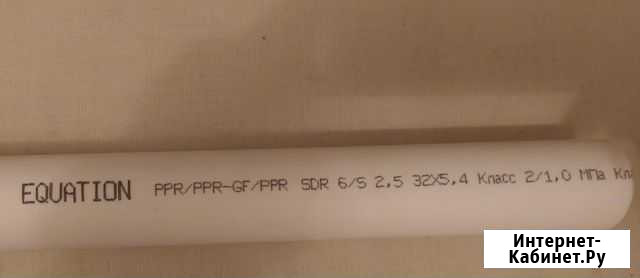 EQUATION PPR/PPR-GF/PPR SDR 6/S 2,5 32X5,4 Класс 2/1,0 МПа Кла
Интернет-
Кабинет.Ру